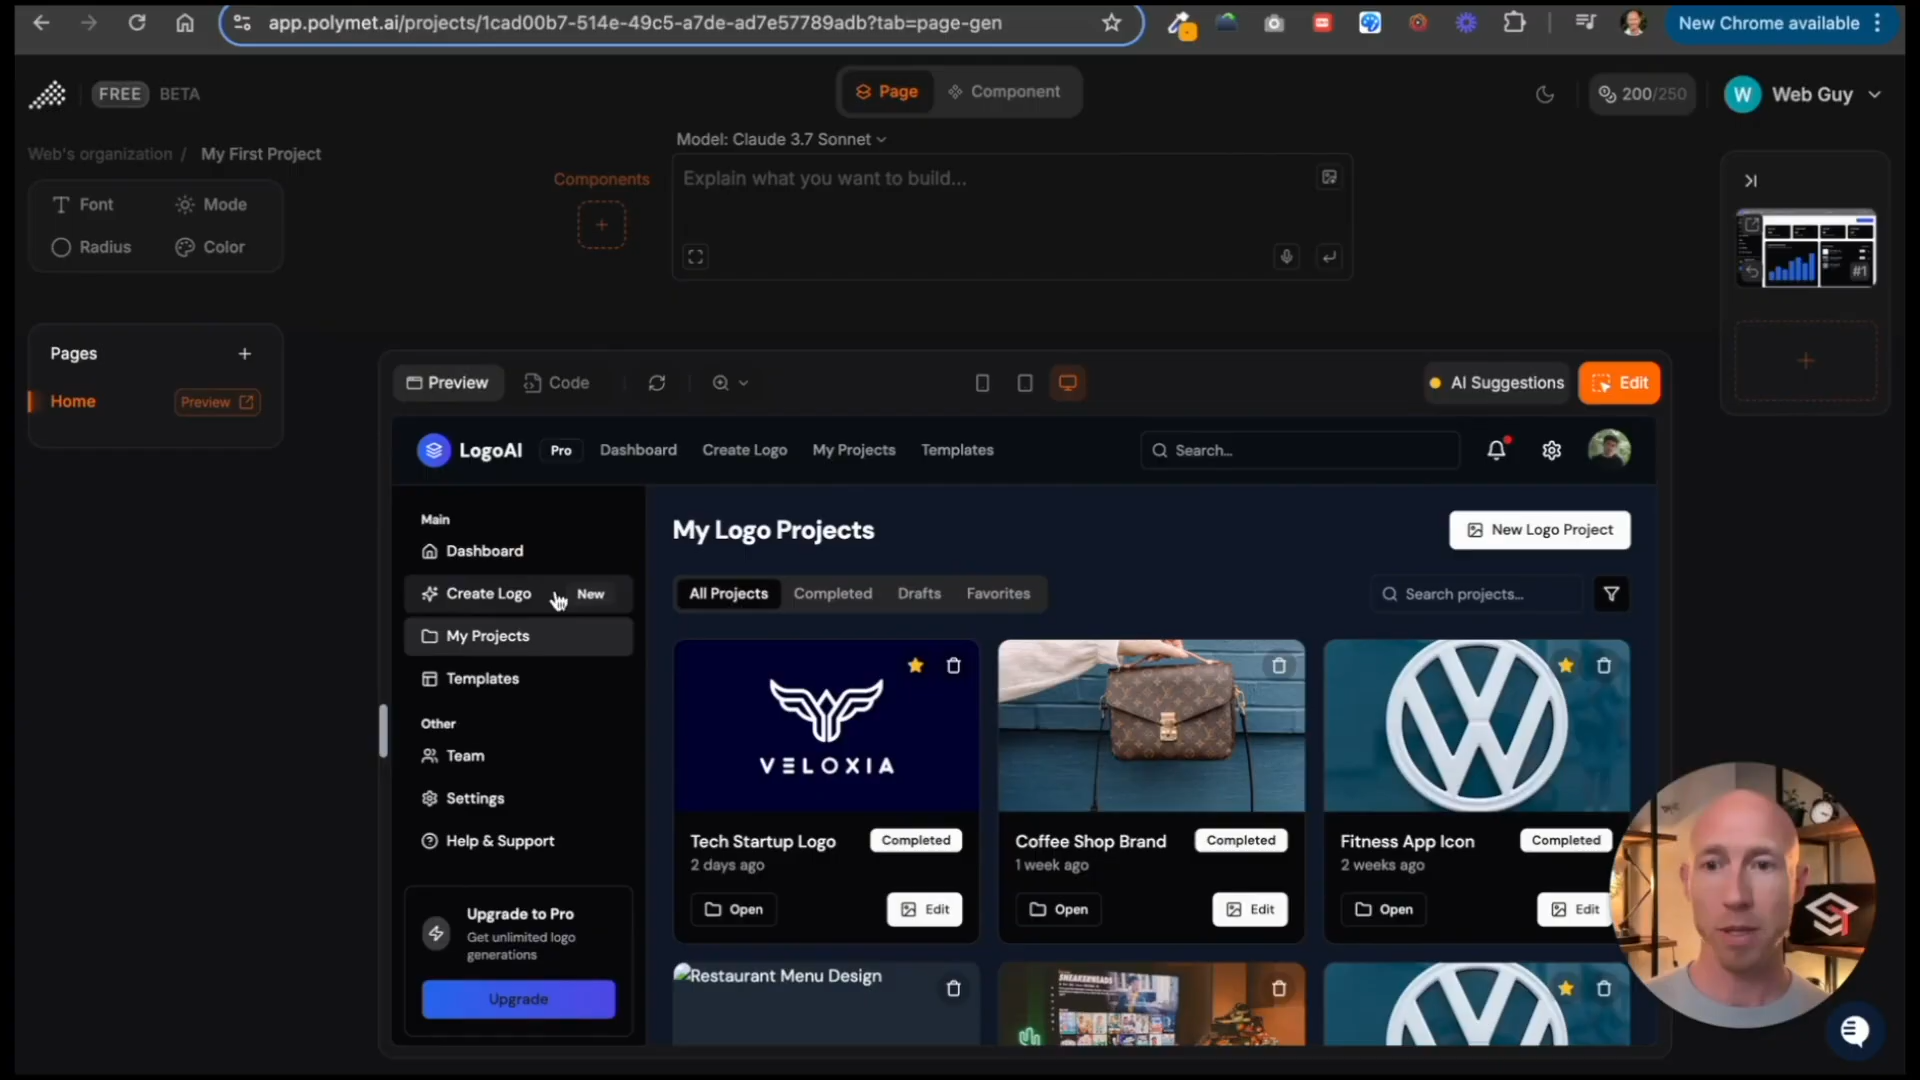 app.polymet.ai/projects/1cad00b7-514e-49c5-a7de-ad7e57789adb?tab=page-gen
New Chrome available
FREE
BETA
Page
Component
200/250
W
Web Guy
Web's organization / My First Project
Model: Claude 3.7 Sonnet
Components
Explain what you want to build...
Font
Mode
Radius
Color
#1
Pages
Home
Preview
Preview
Code
AI Suggestions
Edit
LogoAI
Pro
Dashboard
Create Logo
My Projects
Templates
Search...
Main
Dashboard
Create Logo
New
My Projects
Templates
Other
Team
Settings
Help & Support
Upgrade to Pro
Get unlimited logo
generations
Upgrade
My Logo Projects
New Logo Project
All Projects
Completed
Drafts
Favorites
Search projects...
VELOXIA
Tech Startup Logo
Completed
2 days ago
Open
Edit
Coffee Shop Brand
Completed
1 week ago
Open
Edit
Fitness App Icon
Completed
2 weeks ago
Open
Edit
Restaurant Menu Design
SNEAKERHEADS